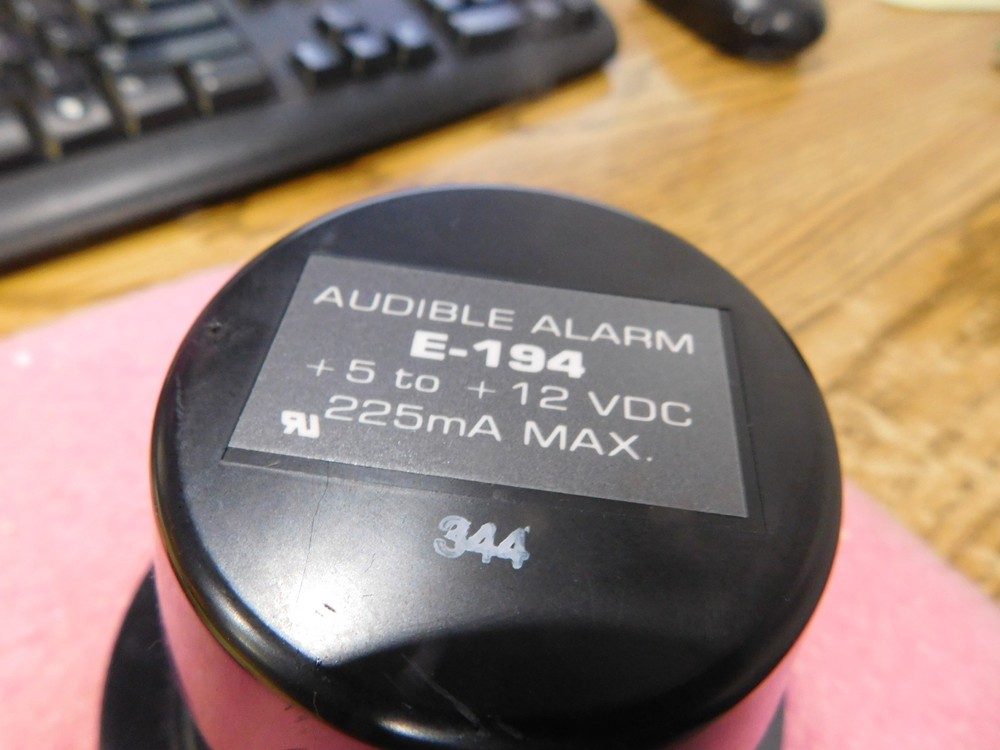 AUDIBLE ALARM
E-194
+5 to +12 VDC
225mA MAX.
344